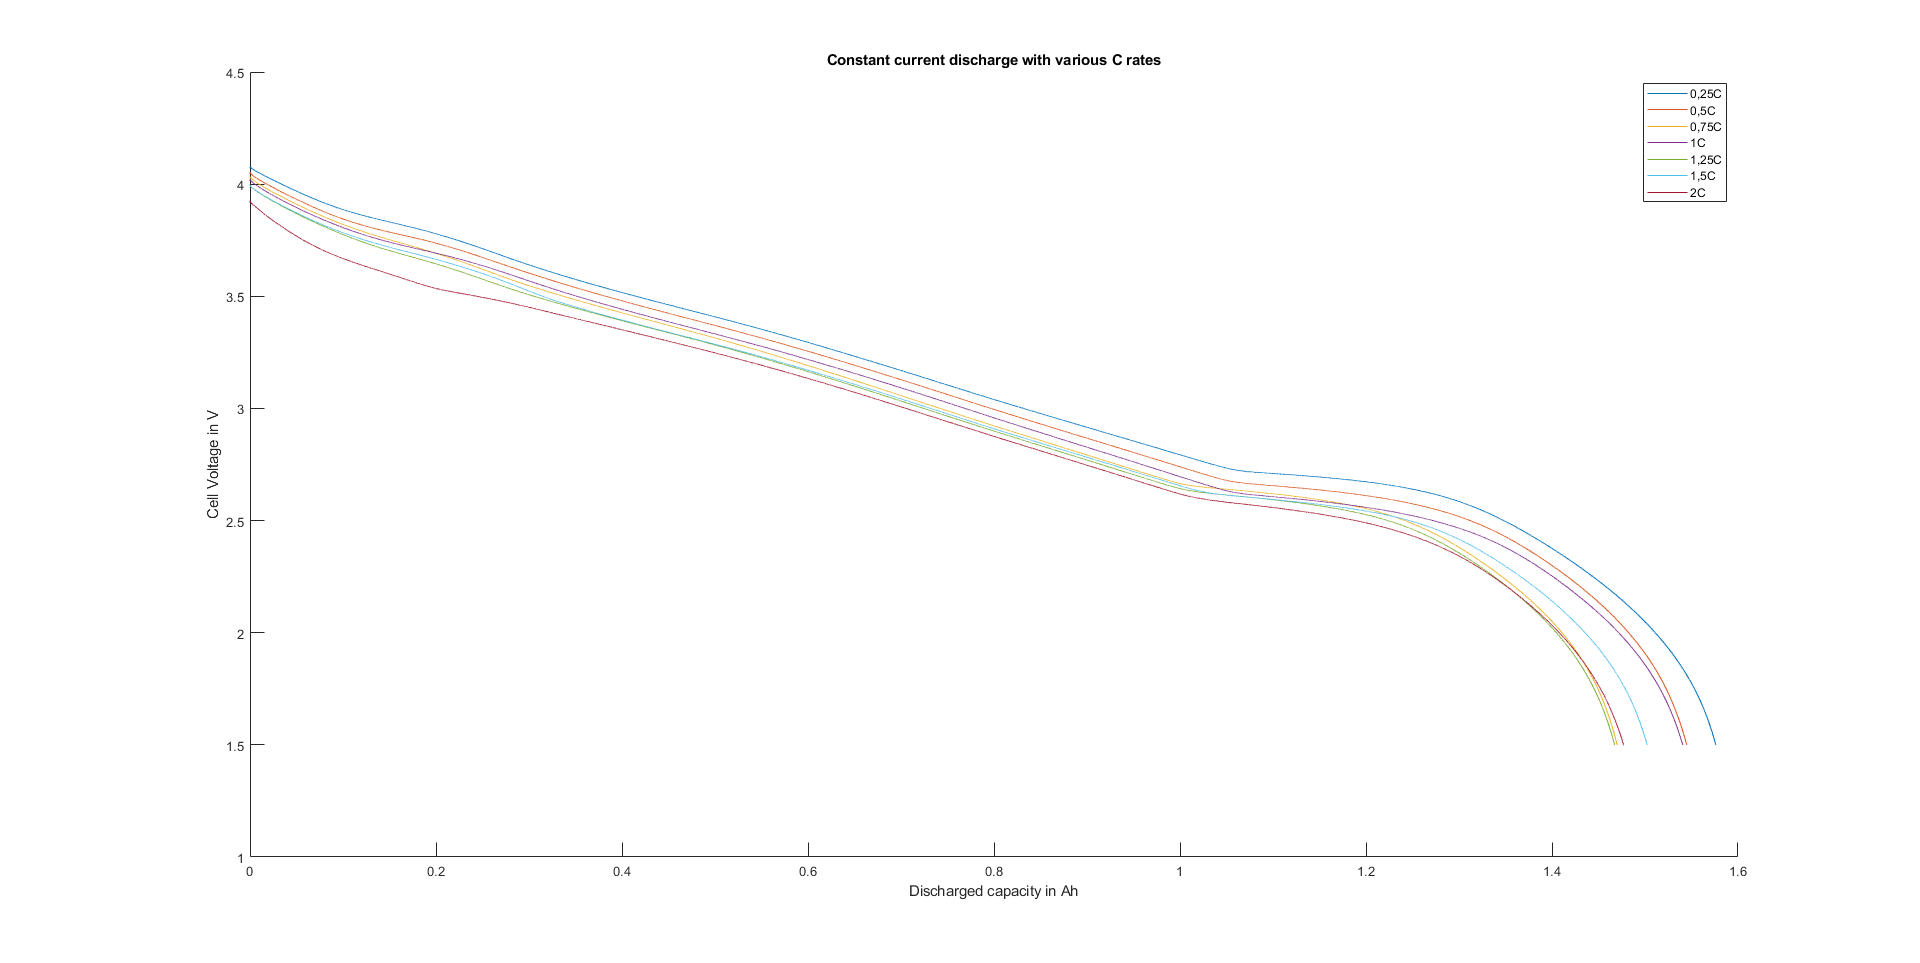 Constant current discharge with various C rates
4.5
4
3.5
3
2.5
2
1.5
1
Cell Voltage in V
0,25C
0,5C
0,75C
1C
1,25C
1,5C
2C
0 0.2 0.4 0.6 0.8 1 1.2 1.4 1.6
Discharged capacity in Ah